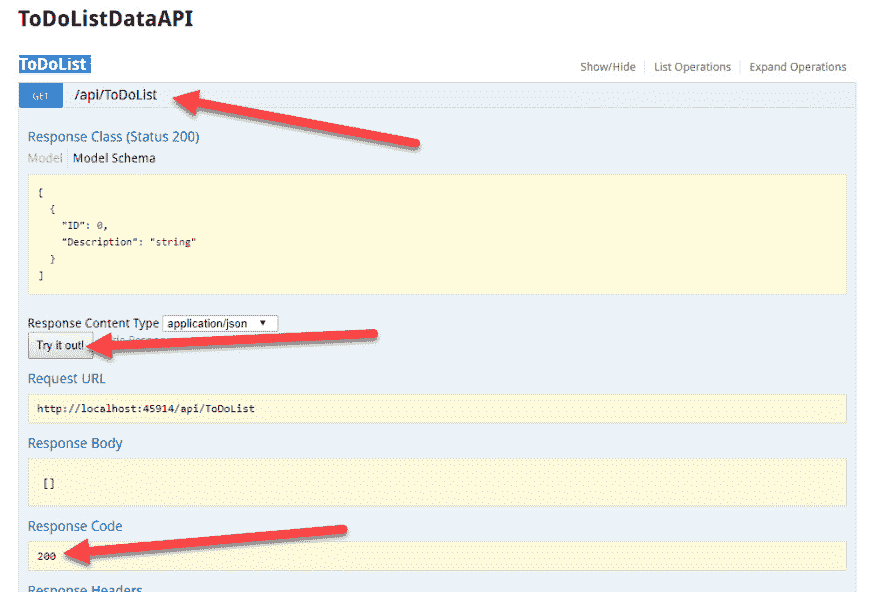 ToDoListDataAPI
ToDoList
Show/Hide List Operations Expand Operations
GET /api/ToDoList
Response Class (Status 200)
Model Model Schema
[
{
"ID": 0,
"Description": "string"
}
]
Response Content Type application/json
Try it out!
Request URL
http://localhost:45914/api/ToDoList
Response Body
[]
Response Code
200
Response Headers